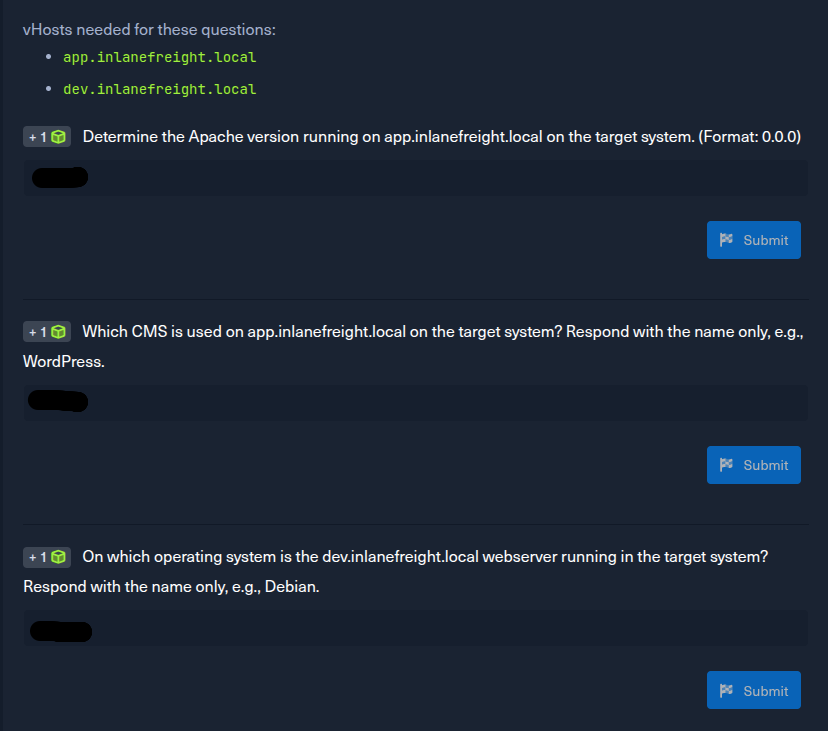 vHosts needed for these questions:
app.inlanefreight.local
dev.inlanefreight.local
+ 1 Determine the Apache version running on app.inlanefreight.local on the target system. (Format: 0.0.0)
Submit
+ 1 Which CMS is used on app.inlanefreight.local on the target system? Respond with the name only, e.g.,
WordPress.
Submit
+ 1 On which operating system is the dev.inlanefreight.local webserver running in the target system?
Respond with the name only, e.g., Debian.
Submit